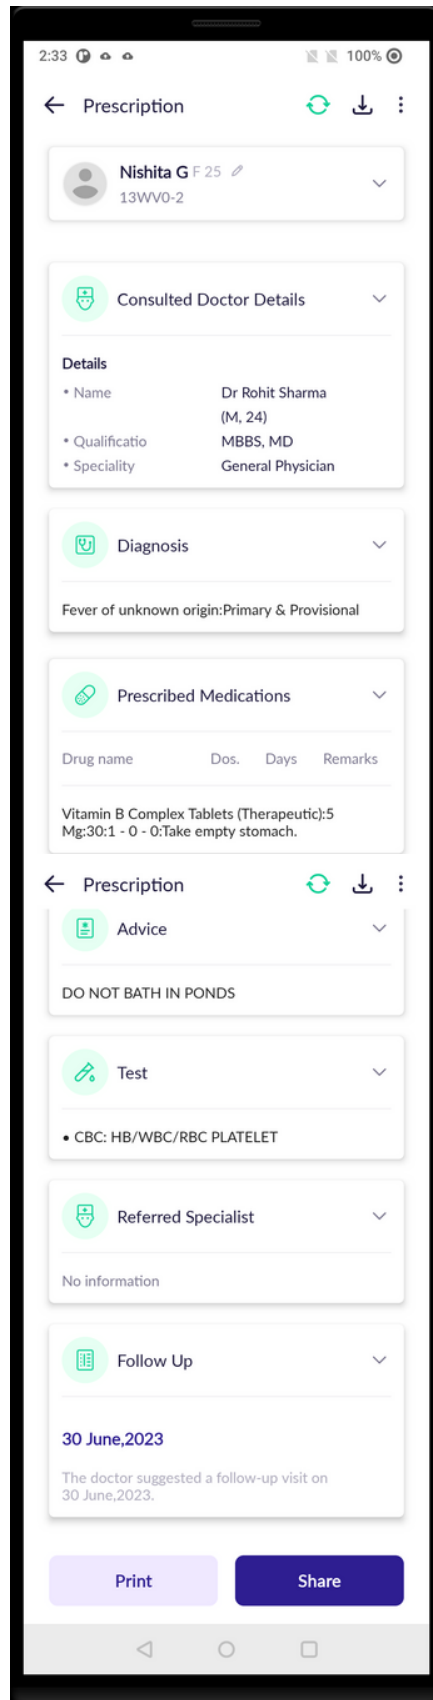 2:33 100%
Prescription
Nishita G F 25
13WV0-2
Consulted Doctor Details
Details
• Name Dr Rohit Sharma
(M, 24)
• Qualificatio MBBS, MD
• Speciality General Physician
Diagnosis
Fever of unknown origin:Primary & Provisional
Prescribed Medications
Drug name Dos. Days Remarks
Vitamin B Complex Tablets (Therapeutic):5
Mg:30:1 - 0 - 0:Take empty stomach.
Prescription
Advice
DO NOT BATH IN PONDS
Test
• CBC: HB/WBC/RBC PLATELET
Referred Specialist
No information
Follow Up
30 June,2023
The doctor suggested a follow-up visit on
30 June,2023.
Print Share